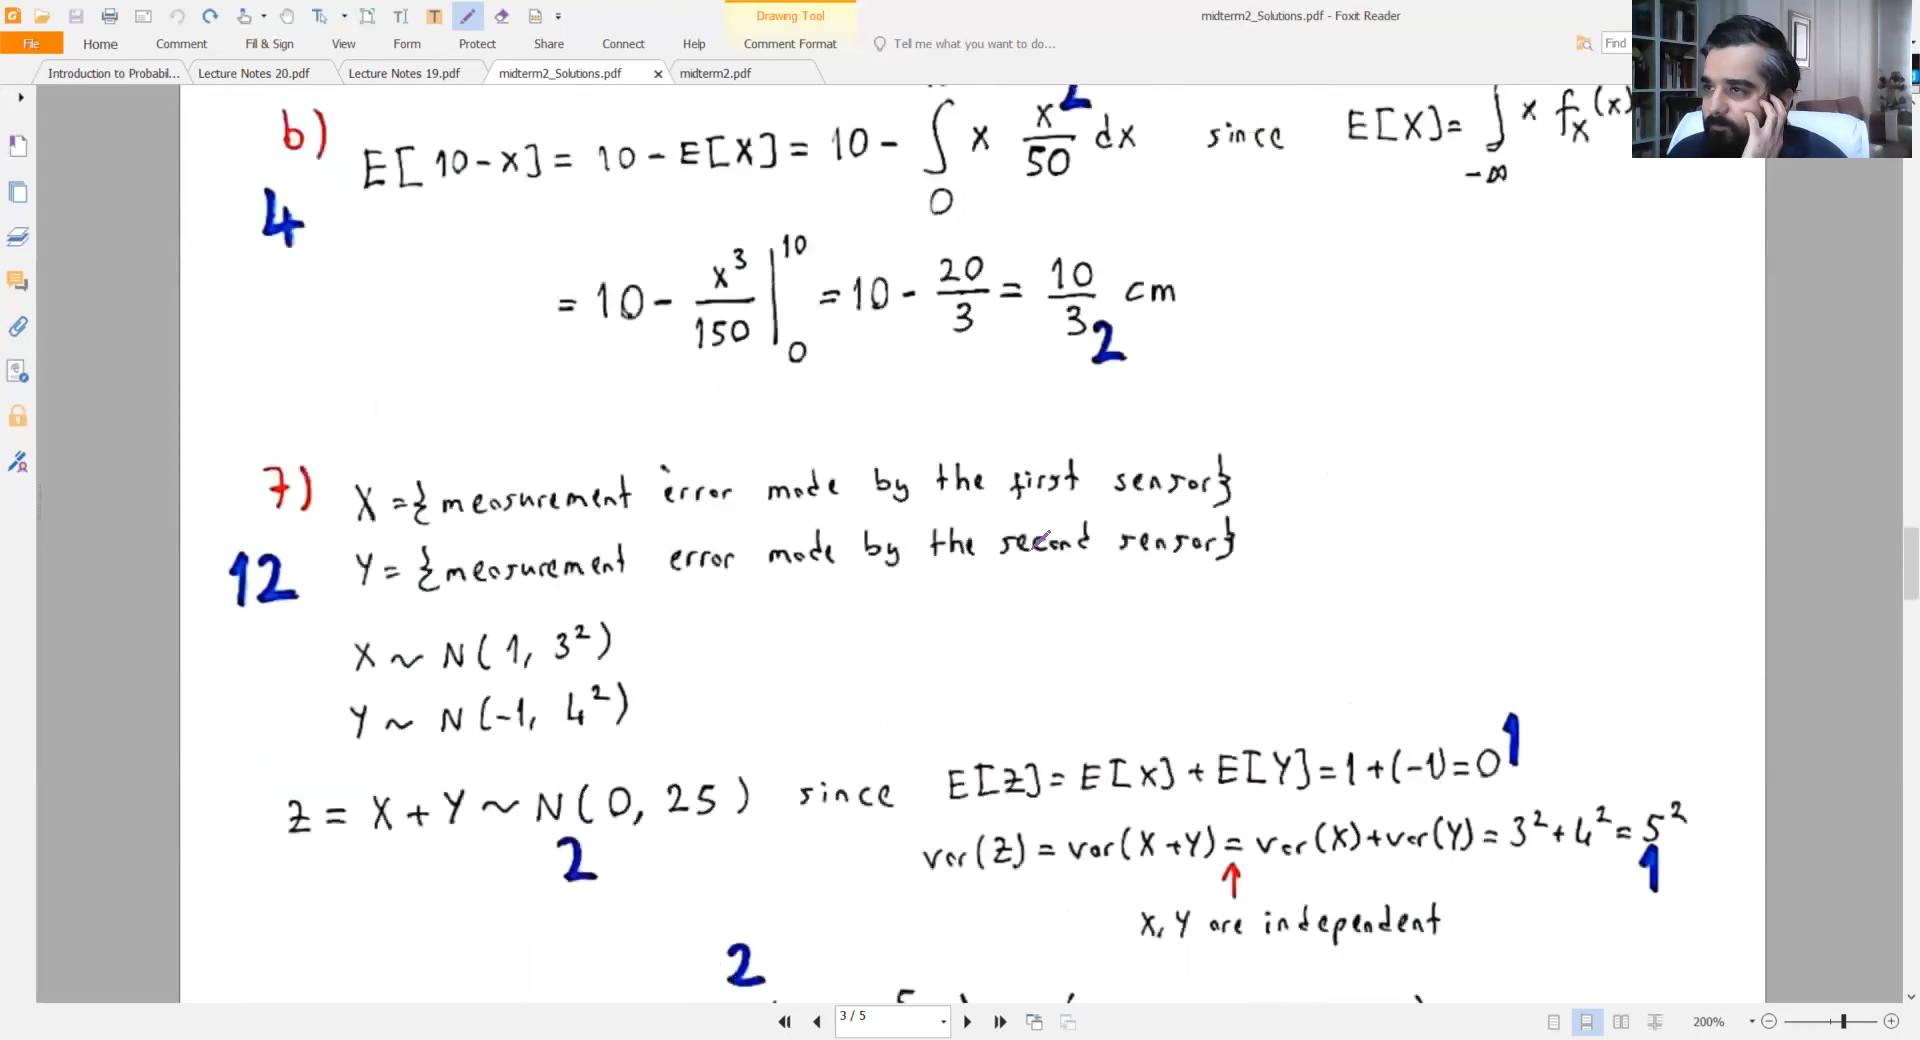 midterm2_Solutions.pdf - Foxit Reader
Drawing Tool
File Home Comment Fill & Sign View Form Protect Share Connect Help Comment Format Tell me what you want to do... Find
Introduction to Probabil... Lecture Notes 20.pdf Lecture Notes 19.pdf midterm2_Solutions.pdf midterm2.pdf
b) E[10-X] = 10 - E[X] = 10 - ∫ x x/50 dx since E[X] = ∫ x f_X(x)
2
0
-∞
4
= 10 - x³/150 |₀¹⁰ = 10 - 20/3 = 10/3 cm
2
7) X = {measurement error made by the first sensor}
12 Y = {measurement error made by the second sensor}
X ~ N(1, 3²)
Y ~ N(-1, 4²)
Z = X + Y ~ N(0, 25) since E[Z] = E[X] + E[Y] = 1 + (-1) = 0 1
2
var(Z) = var(X+Y) = var(X) + var(Y) = 3² + 4² = 5²
↑ 1
X, Y are independent
2
3 / 5
200%